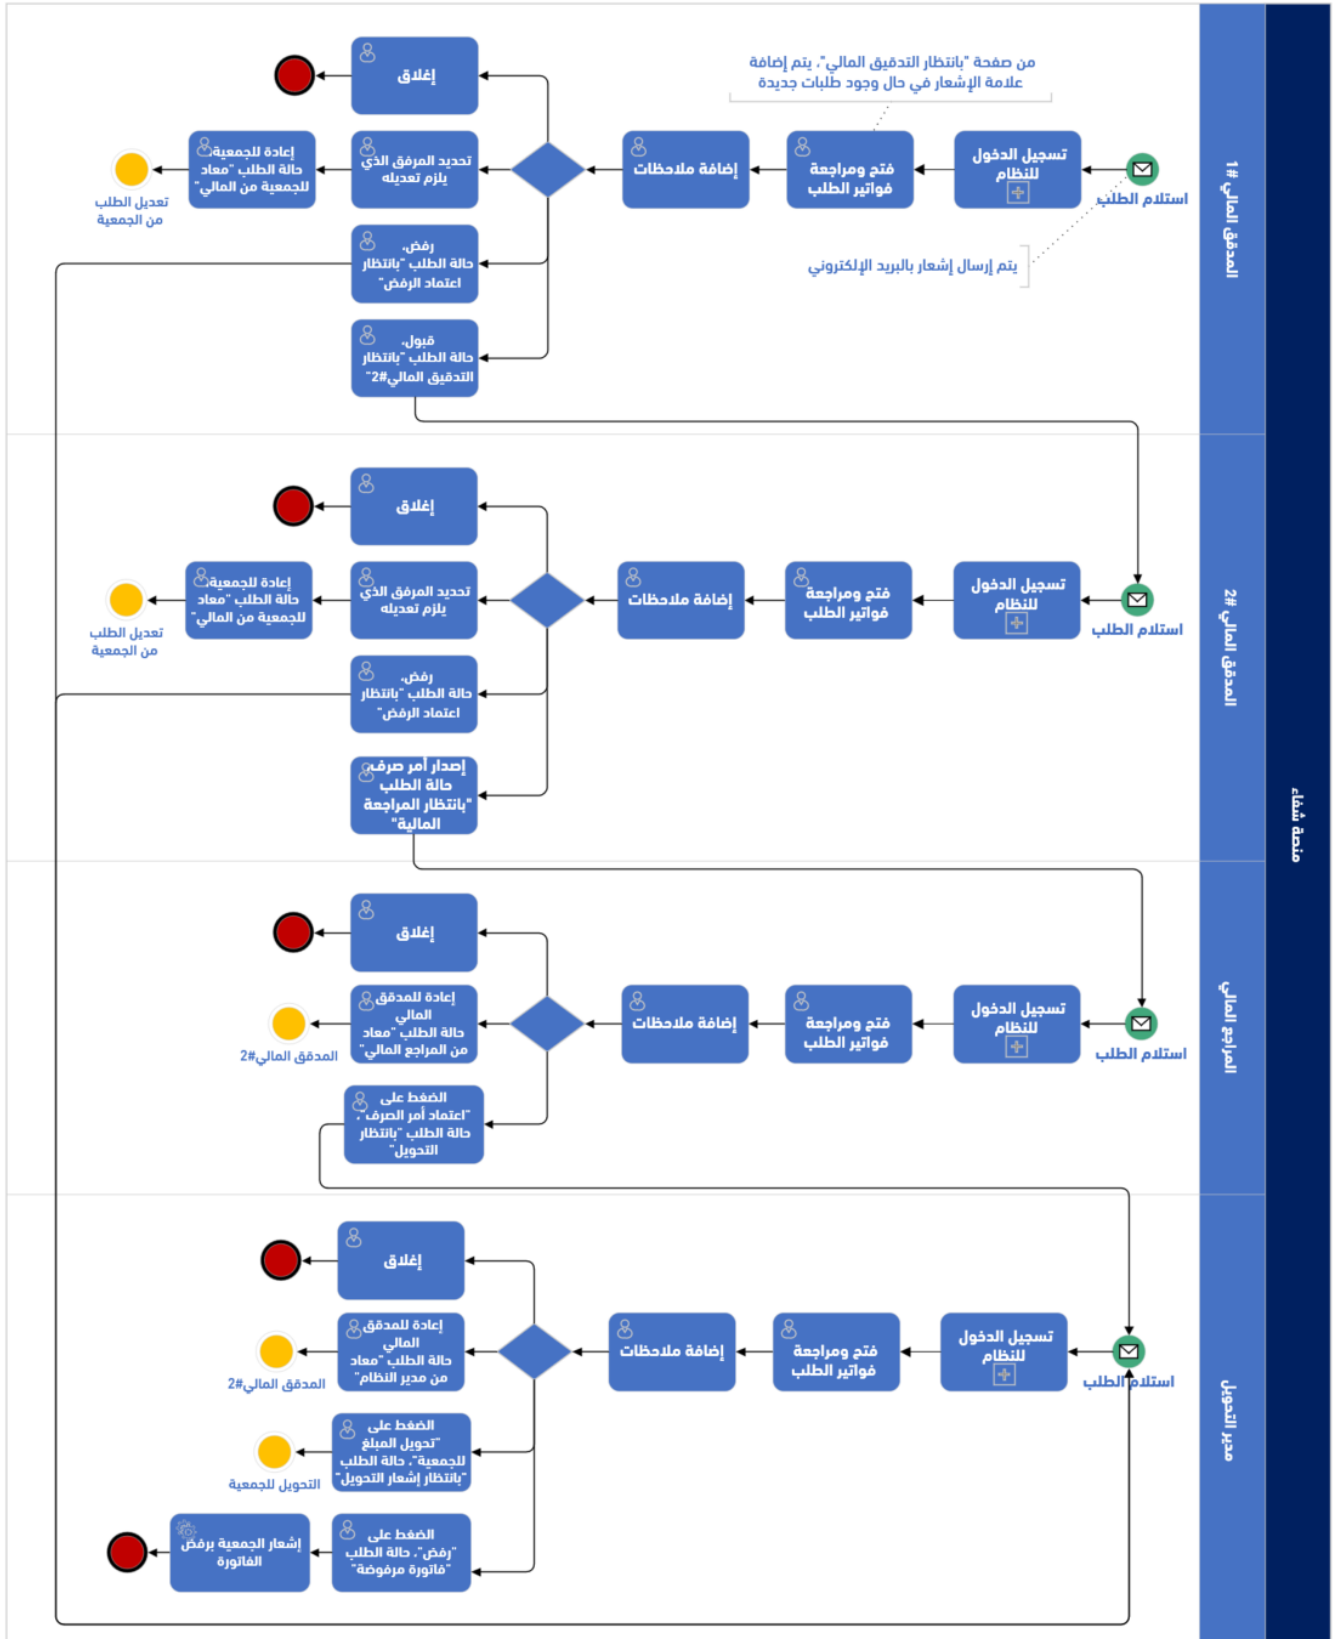 منصة شفاء
المدقق المالي #1
استلام الطلب
تسجيل الدخول
للنظام
من صفحة "بانتظار التدقيق المالي"، يتم إضافة
علامة الإشعار في حال وجود طلبات جديدة
يتم إرسال إشعار بالبريد الإلكتروني
فتح ومراجعة
فواتير الطلب
إضافة ملاحظات
إغلاق
تحديد المرفق الذي
يلزم تعديله
إعادة للجمعية،
حالة الطلب "معاد
للجمعية من المالي"
تعديل الطلب
من الجمعية
رفض،
حالة الطلب "بانتظار
اعتماد الرفض"
قبول،
حالة الطلب "بانتظار
التدقيق المالي#2"
المدقق المالي #2
استلام الطلب
تسجيل الدخول
للنظام
فتح ومراجعة
فواتير الطلب
إضافة ملاحظات
إغلاق
تحديد المرفق الذي
يلزم تعديله
إعادة للجمعية،
حالة الطلب "معاد
للجمعية من المالي"
تعديل الطلب
من الجمعية
رفض،
حالة الطلب "بانتظار
اعتماد الرفض"
إصدار أمر صرف،
حالة الطلب
"بانتظار المراجعة
المالية"
المراجع المالي
استلام الطلب
تسجيل الدخول
للنظام
فتح ومراجعة
فواتير الطلب
إضافة ملاحظات
إغلاق
إعادة للمدقق
المالي
حالة الطلب "معاد
من المراجع المالي"
المدقق المالي#2
الضغط على
"اعتماد أمر الصرف"،
حالة الطلب "بانتظار
التحويل"
مدير التحويل
استلام الطلب
تسجيل الدخول
للنظام
فتح ومراجعة
فواتير الطلب
إضافة ملاحظات
إغلاق
إعادة للمدقق
المالي
حالة الطلب "معاد
من مدير النظام"
المدقق المالي#2
الضغط على
"تحويل المبلغ
للجمعية"، حالة الطلب
"بانتظار إشعار التحويل"
التحويل للجمعية
الضغط على
"رفض"، حالة الطلب
"فاتورة مرفوضة"
إشعار الجمعية برفض
الفاتورة